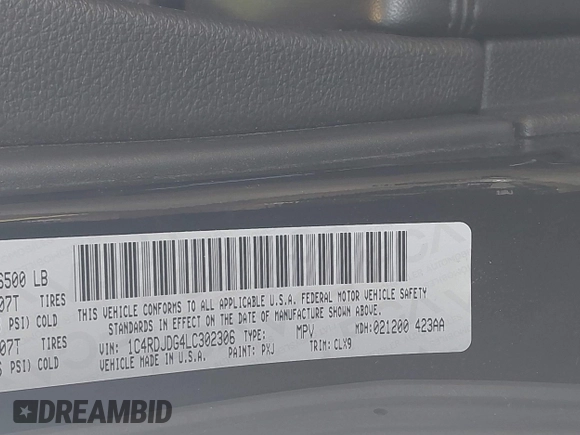 6500 LB
07T TIRES
PSI) COLD
07T TIRES
PSI) COLD
THIS VEHICLE CONFORMS TO ALL APPLICABLE U.S.A. FEDERAL MOTOR VEHICLE SAFETY
STANDARDS IN EFFECT ON THE DATE OF MANUFACTURE SHOWN ABOVE.
VIN: 1C4RDJDG4LC302306 TYPE: MPV MDH: 021200 423AA
VEHICLE MADE IN U.S.A. PAINT: PXJ TRIM: CLX9
DREAMBID